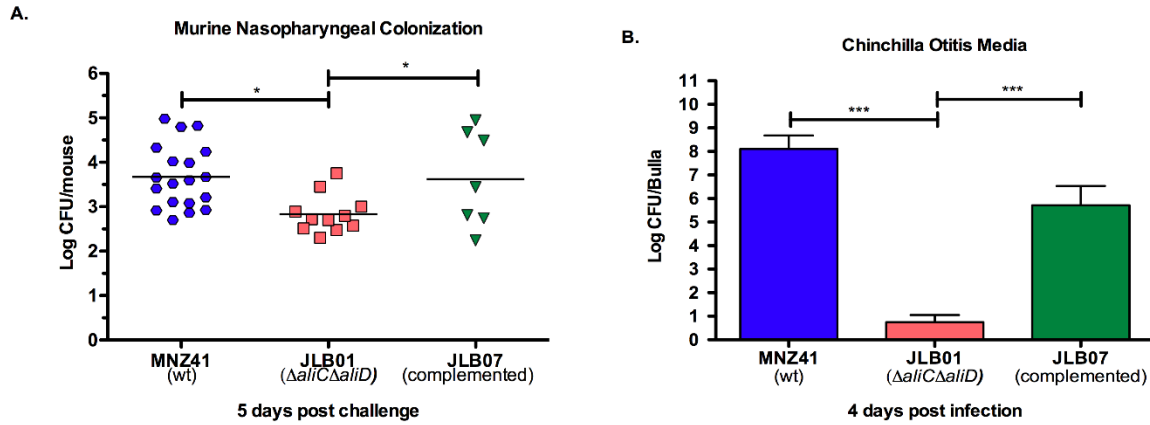 A.
Murine Nasopharyngeal Colonization
Log CFU/mouse
6
5
4
3
2
1
0
*
*
MNZ41
(wt)
JLB01
(ΔaliCΔaliD)
JLB07
(complemented)
5 days post challenge
B.
Chinchilla Otitis Media
Log CFU/Bulla
11
10
9
8
7
6
5
4
3
2
1
0
***
***
MNZ41
(wt)
JLB01
(ΔaliCΔaliD)
JLB07
(complemented)
4 days post infection